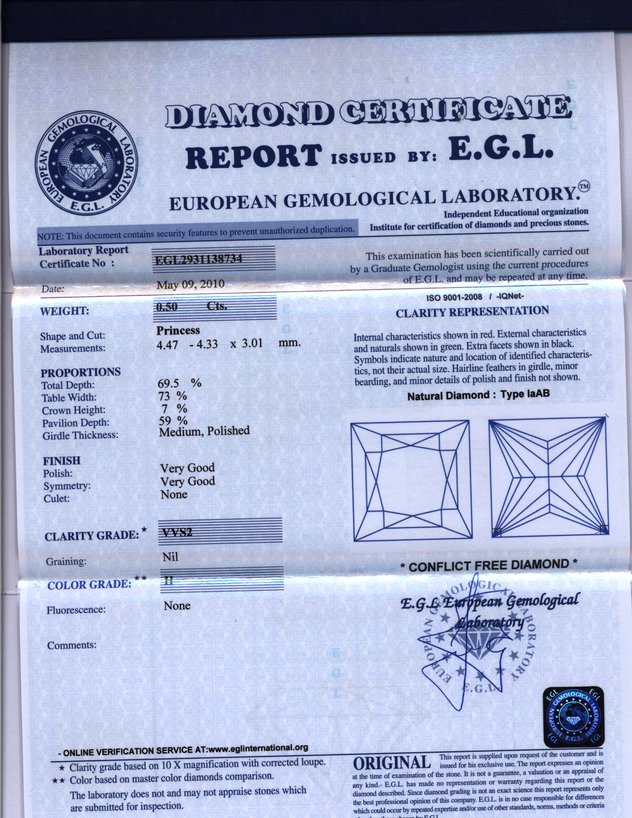 DIAMOND CERTIFICATE
EUROPEAN GEMOLOGICAL LABORATORY
E.G.L.
REPORT ISSUED BY: E.G.L.
EUROPEAN GEMOLOGICAL LABORATORY.™
Independent Educational organization
Institute for certification of diamonds and precious stones.
NOTE: This document contains security features to prevent unauthorized duplication.
Laboratory Report
Certificate No : EGL2931138734
Date: May 09, 2010
WEIGHT: 0.50 Cts.
Shape and Cut: Princess
Measurements: 4.47 - 4.33 x 3.01 mm.
PROPORTIONS
Total Depth: 69.5 %
Table Width: 73 %
Crown Height: 7 %
Pavilion Depth: 59 %
Girdle Thickness: Medium, Polished
FINISH
Polish: Very Good
Symmetry: Very Good
Culet: None
CLARITY GRADE: * VVS2
Graining: Nil
COLOR GRADE: ** H
Fluorescence: None
Comments:
- ONLINE VERIFICATION SERVICE AT:www.eglinternational.org
★ Clarity grade based on 10 X magnification with corrected loupe.
★★ Color based on master color diamonds comparison.
The laboratory does not and may not appraise stones which
are submitted for inspection.
This examination has been scientifically carried out
by a Graduate Gemologist using the current procedures
of E.G.L. and may be repeated at any time.
ISO 9001-2008 / -IQNet-
CLARITY REPRESENTATION
Internal characteristics shown in red. External characteristics
and naturals shown in green. Extra facets shown in black.
Symbols indicate nature and location of identified characteris-
tics, not their actual size. Hairline feathers in girdle, minor
bearding, and minor details of polish and finish not shown.
Natural Diamond : Type IaAB
* CONFLICT FREE DIAMOND *
E.G.L European Gemological
Laboratory
EUROPEAN GEMOLOGICAL LABORATORY
E.G.L.
EGL EGL
EUROPEAN GEMOLOGICAL LABORATORY
E.G.L.
EGL EGL
ORIGINAL This report is supplied upon request of the customer and is
issued for his exclusive use. The report expresses an opinion
at the time of examination of the stone. It is not a guarantee, a valuation or an appraisal of
any kind.- E.G.L. has made no representation or warranty regarding this report or the
diamond described. Since diamond grading is not an exact science this report represents only
the best professional opinion of this company. E.G.L. is in no case responsible for differences
which could occur by repeated expertise and/or use of other standards, norms, methods or criteria